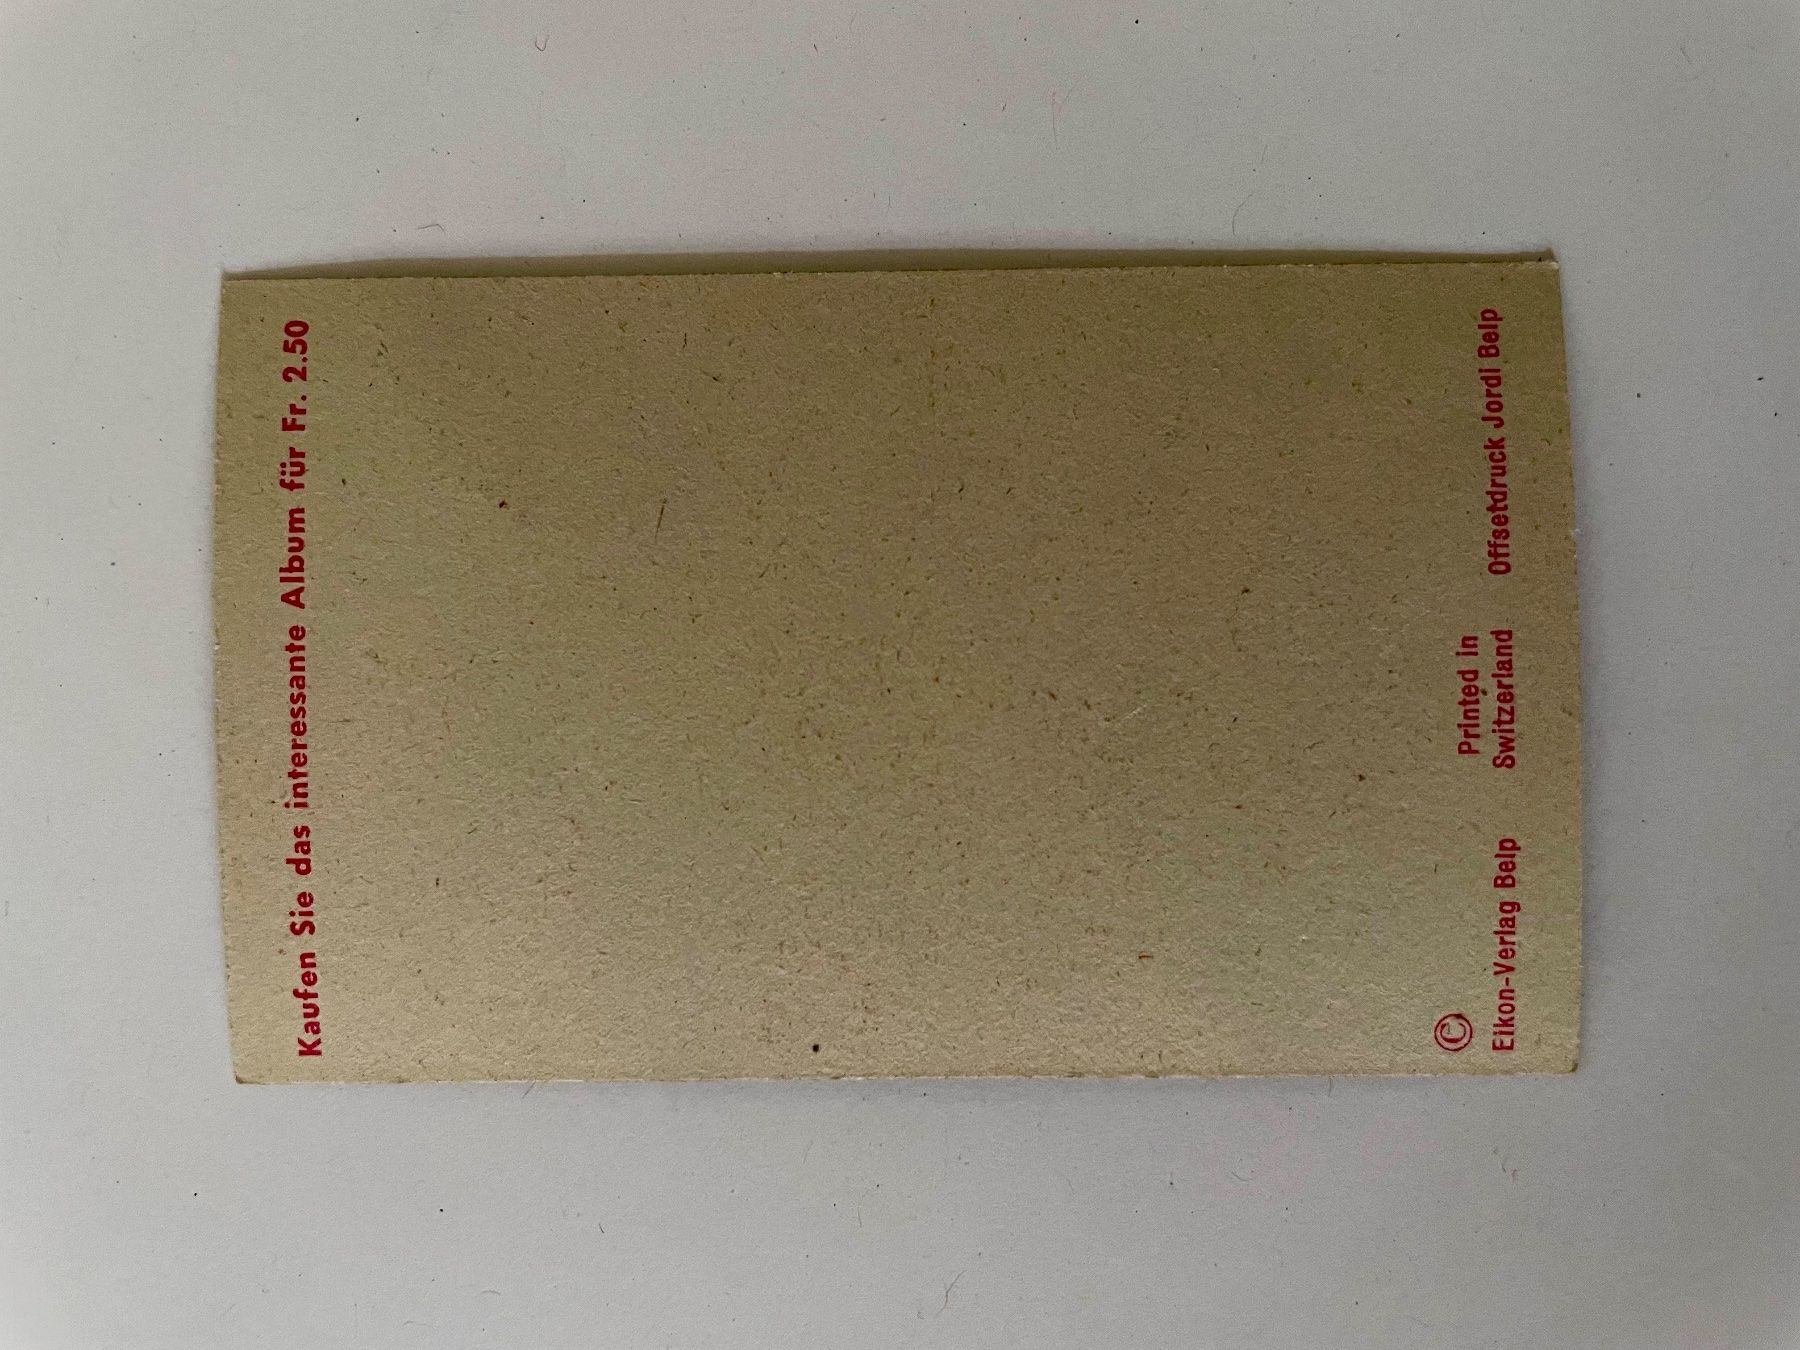 Kaufen Sie das interessante Album für Fr. 2.50
©
Eikon-Verlag Belp
Printed in
Switzerland
Offsetdruck Jordi Belp